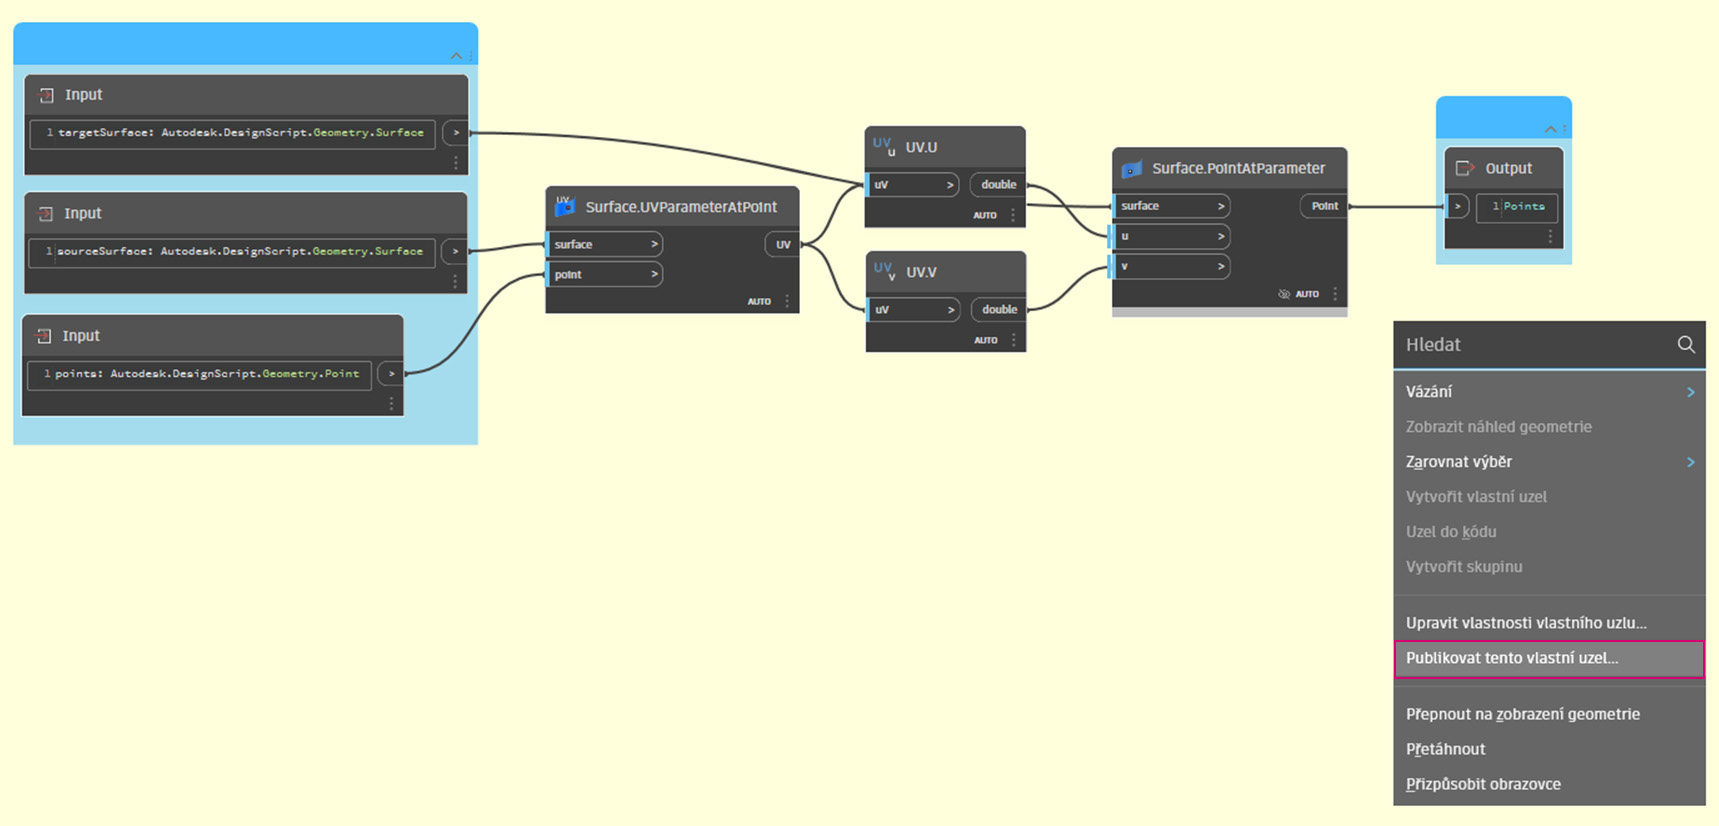 Input
1 targetSurface: Autodesk.DesignScript.Geometry.Surface >
Input
1 sourceSurface: Autodesk.DesignScript.Geometry.Surface >
Input
1 points: Autodesk.DesignScript.Geometry.Point >
UV
Surface.UVParameterAtPoint
surface > UV
point >
AUTO
UV u UV.U
uV > double
AUTO
UV v UV.V
uV > double
AUTO
Surface.PointAtParameter
surface > Point
u >
v >
AUTO
Output
> 1 Points
Hledat
Vázání >
Zobrazit náhled geometrie
Zarovnat výběr >
Vytvořit vlastní uzel
Uzel do kódu
Vytvořit skupinu
Upravit vlastnosti vlastního uzlu...
Publikovat tento vlastní uzel...
Přepnout na zobrazení geometrie
Přetáhnout
Přizpůsobit obrazovce